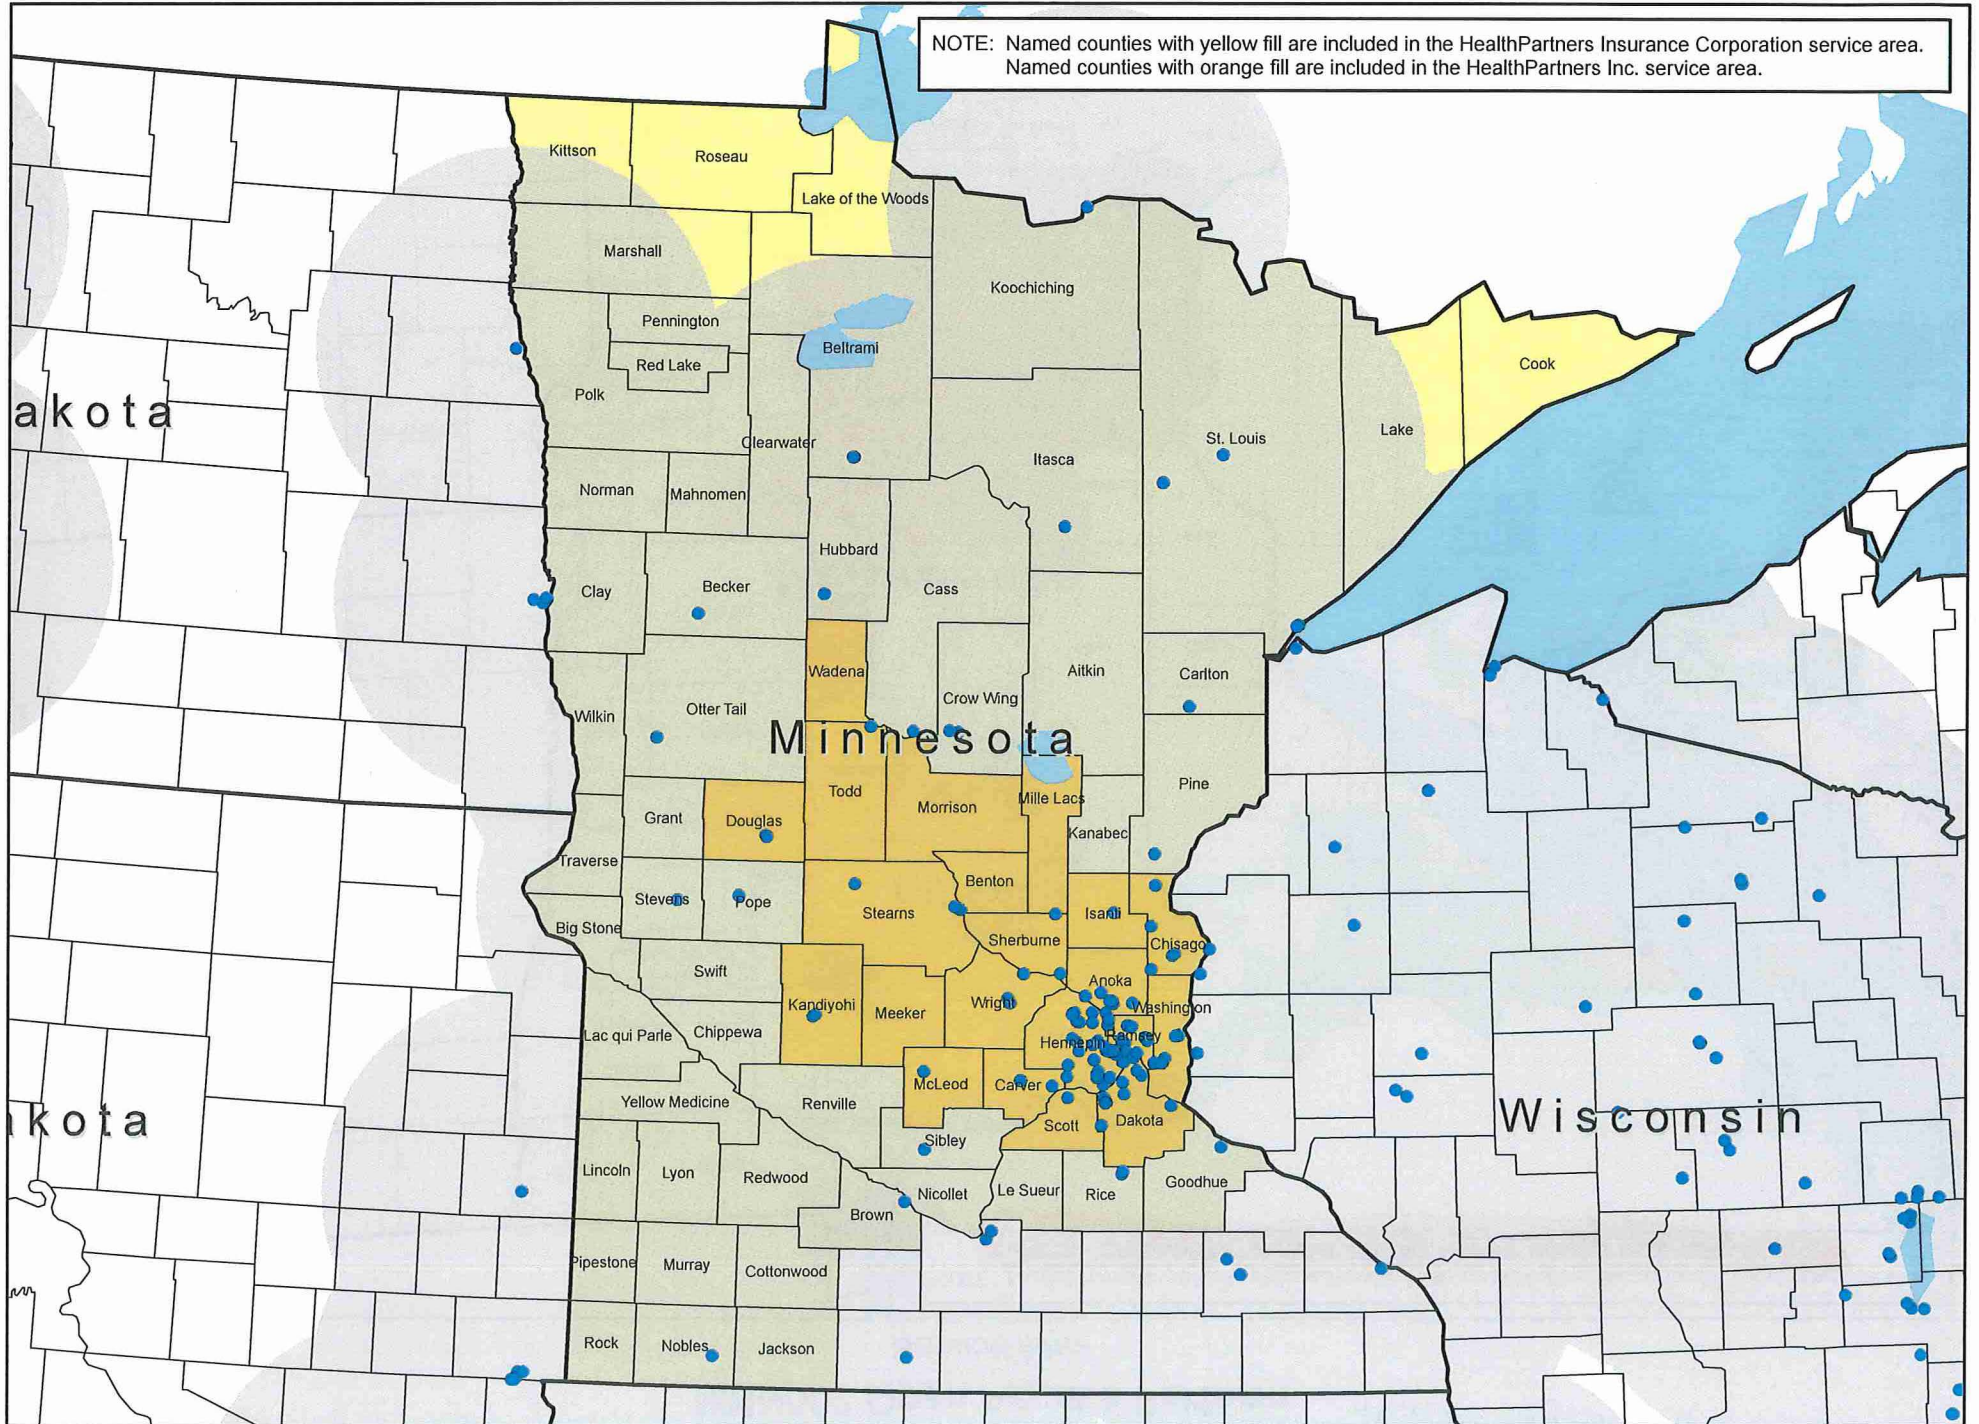 NOTE: Named counties with yellow fill are included in the HealthPartners Insurance Corporation service area.
Named counties with orange fill are included in the HealthPartners Inc. service area.
Kittson
Roseau
Lake of the Woods
Marshall
Koochiching
Pennington
Beltrami
Red Lake
Cook
Polk
akota
Lake
Clearwater
St. Louis
Itasca
Norman
Mahnomen
Hubbard
Becker
Cass
Clay
Wadena
Aitkin
Carlton
Crow Wing
Otter Tail
Wilkin
Minnesota
Pine
Todd
Mille Lacs
Morrison
Grant
Douglas
Kanabec
Traverse
Benton
Stevens
Pope
Stearns
Isanti
Big Stone
Sherburne
Chisago
Swift
Anoka
Kandiyohi
Wright
Washington
Meeker
Chippewa
Lac qui Parle
Ramsey
Hennepin
McLeod
Carver
Yellow Medicine
Renville
Wisconsin
kota
Scott
Dakota
Sibley
Lincoln
Lyon
Redwood
Goodhue
Le Sueur
Rice
Nicollet
Brown
Pipestone
Murray
Cottonwood
Rock
Nobles
Jackson